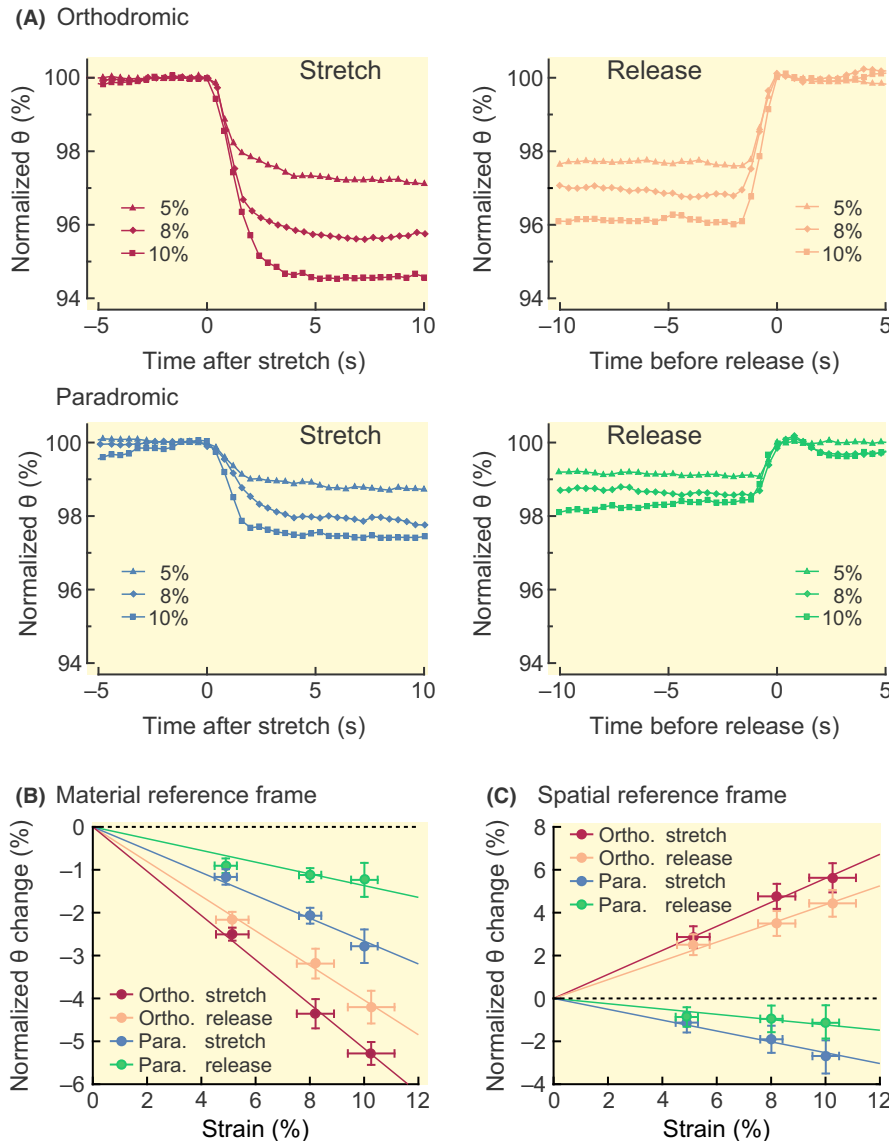 (A) Orthodromic
Stretch
Normalized θ (%)
100
98
96
94
5%
8%
10%
–5 0 5 10
Time after stretch (s)
Release
Normalized θ (%)
100
98
96
94
5%
8%
10%
–10 –5 0 5
Time before release (s)
Paradromic
Stretch
Normalized θ (%)
100
98
96
94
5%
8%
10%
–5 0 5 10
Time after stretch (s)
Release
Normalized θ (%)
100
98
96
94
5%
8%
10%
–10 –5 0 5
Time before release (s)
(B) Material reference frame
Normalized θ change (%)
0
-1
-2
-3
-4
-5
-6
Ortho. stretch
Ortho. release
Para. stretch
Para. release
0 2 4 6 8 10 12
Strain (%)
(C) Spatial reference frame
Normalized θ change (%)
8
6
4
2
0
-2
-4
Ortho. stretch
Ortho. release
Para. stretch
Para. release
0 2 4 6 8 10 12
Strain (%)